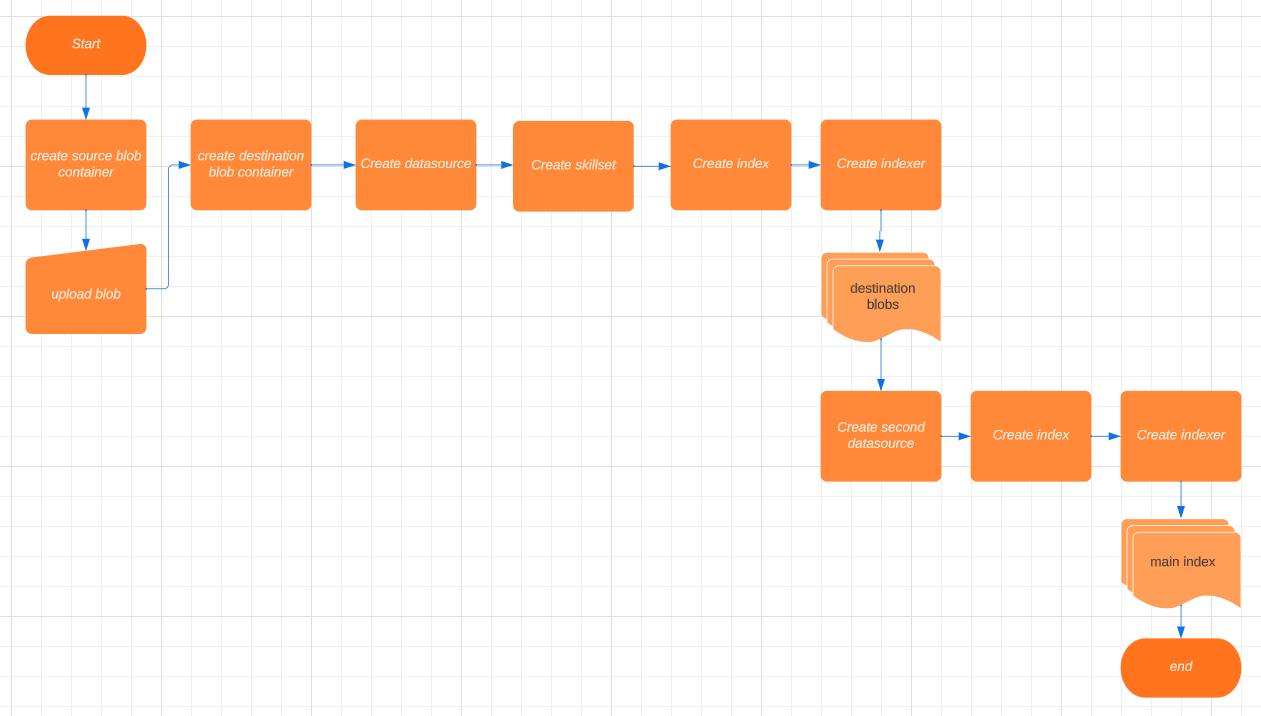 Start
create source blob
container
create destination
blob container
Create datasource
Create skillset
Create index
Create indexer
upload blob
destination
blobs
Create second
datasource
Create index
Create indexer
main index
end